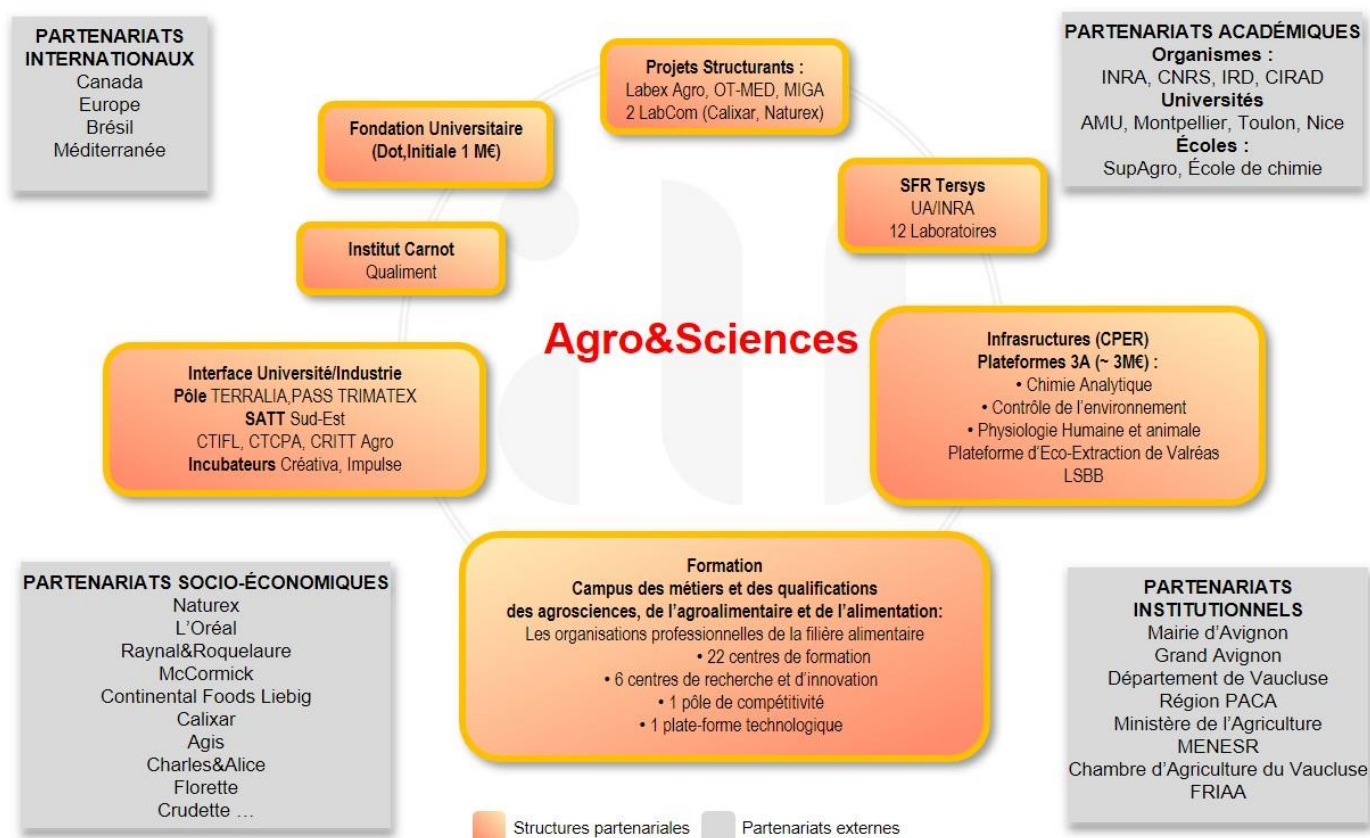 PARTENARIATS
INTERNATIONAUX
Canada
Europe
Brésil
Méditerranée
Fondation Universitaire
(Dot,Initiale 1 M€)
Projets Structurants :
Labex Agro, OT-MED, MIGA
2 LabCom (Calixar, Naturex)
PARTENARIATS ACADÉMIQUES
Organismes :
INRA, CNRS, IRD, CIRAD
Universités
AMU, Montpellier, Toulon, Nice
Écoles :
SupAgro, École de chimie
SFR Tersys
UA/INRA
12 Laboratoires
Institut Carnot
Qualiment
Agro&Sciences
Interface Université/Industrie
Pôle TERRALIA,PASS TRIMATEX
SATT Sud-Est
CTIFL, CTCPA, CRITT Agro
Incubateurs Créativa, Impulse
Infrasructures (CPER)
Plateformes 3A (~ 3M€) :
• Chimie Analytique
• Contrôle de l'environnement
• Physiologie Humaine et animale
Plateforme d'Eco-Extraction de Valréas
LSBB
PARTENARIATS SOCIO-ÉCONOMIQUES
Naturex
L'Oréal
Raynal&Roquelaure
McCormick
Continental Foods Liebig
Calixar
Agis
Charles&Alice
Florette
Crudette …
Formation
Campus des métiers et des qualifications
des agrosciences, de l'agroalimentaire et de l'alimentation:
Les organisations professionnelles de la filière alimentaire
• 22 centres de formation
• 6 centres de recherche et d'innovation
• 1 pôle de compétitivité
• 1 plate-forme technologique
PARTENARIATS
INSTITUTIONNELS
Mairie d'Avignon
Grand Avignon
Département de Vaucluse
Région PACA
Ministère de l'Agriculture
MENESR
Chambre d'Agriculture du Vaucluse
FRIAA
Structures partenariales
Partenariats externes